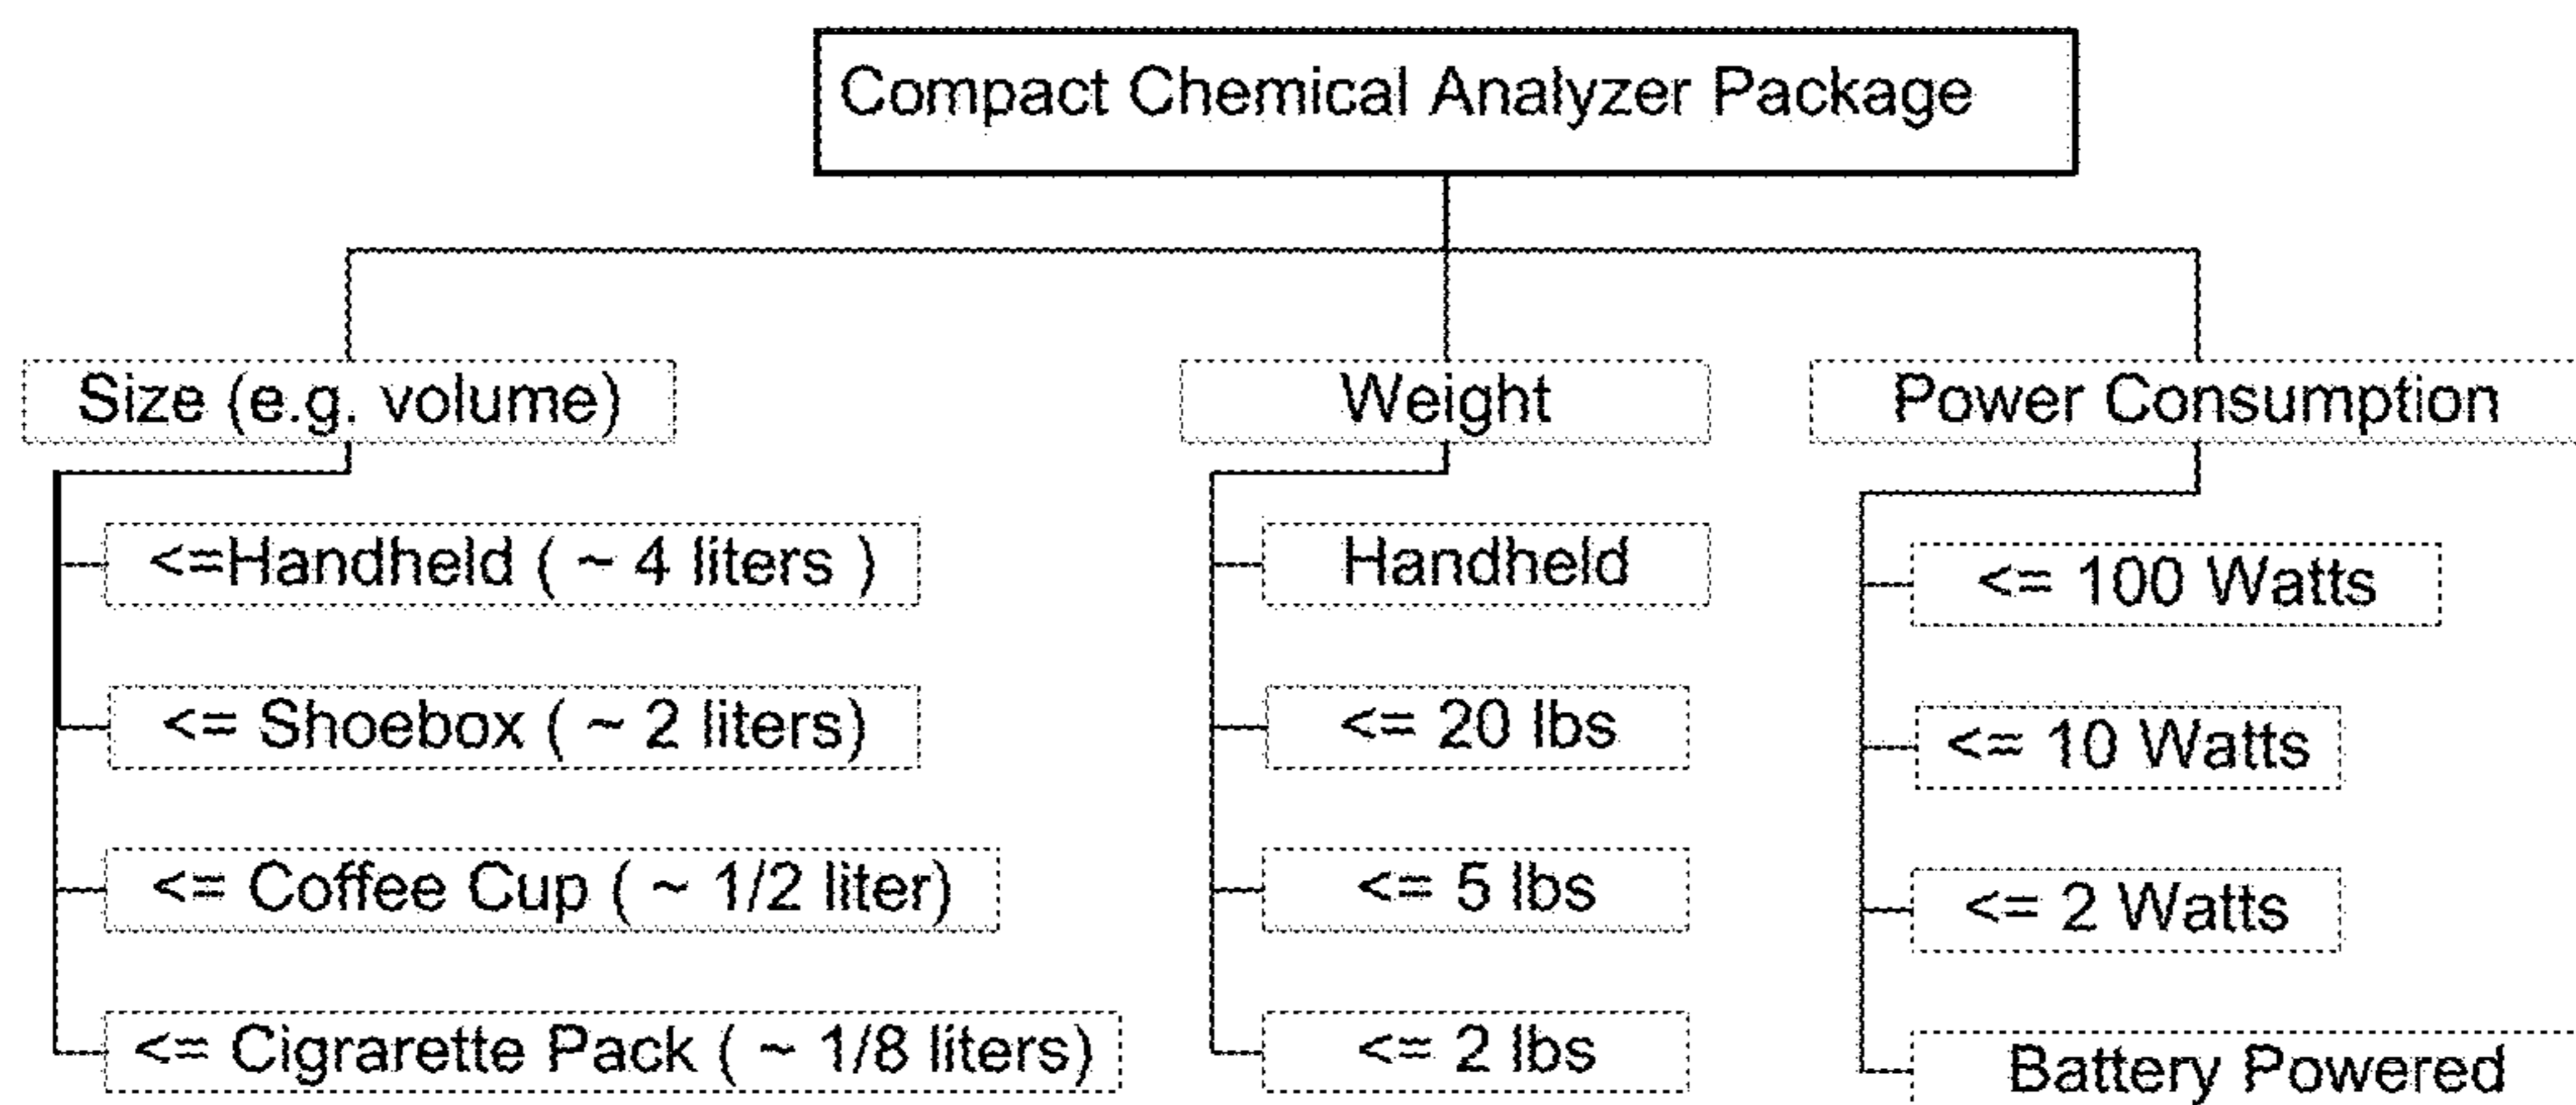 Compact Chemical Analyzer Package
Size (e.g. volume)
<=Handheld ( ~ 4 liters )
<= Shoebox ( ~ 2 liters)
<= Coffee Cup ( ~ 1/2 liter)
<= Cigrarette Pack ( ~ 1/8 liters)
Weight
Handheld
<= 20 lbs
<= 5 lbs
<= 2 lbs
Power Consumption
<= 100 Watts
<= 10 Watts
<= 2 Watts
Battery Powered